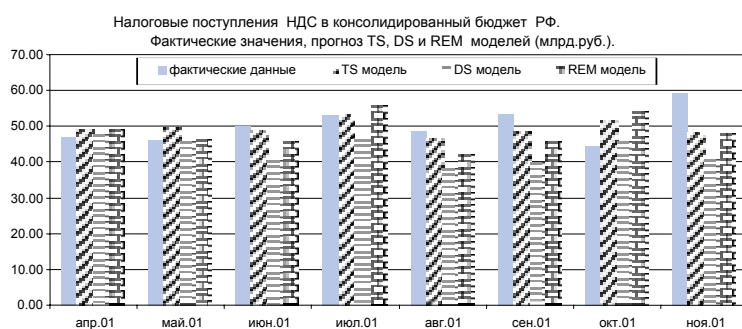 Налоговые поступления НДС в консолидированный бюджет РФ.
Фактические значения, прогноз TS, DS и REM моделей (млрд.руб.).
70.00
фактические данные TS модель DS модель REM модель
60.00
50.00
40.00
30.00
20.00
10.00
0.00
апр.01 май.01 июн.01 июл.01 авг.01 сен.01 окт.01 ноя.01